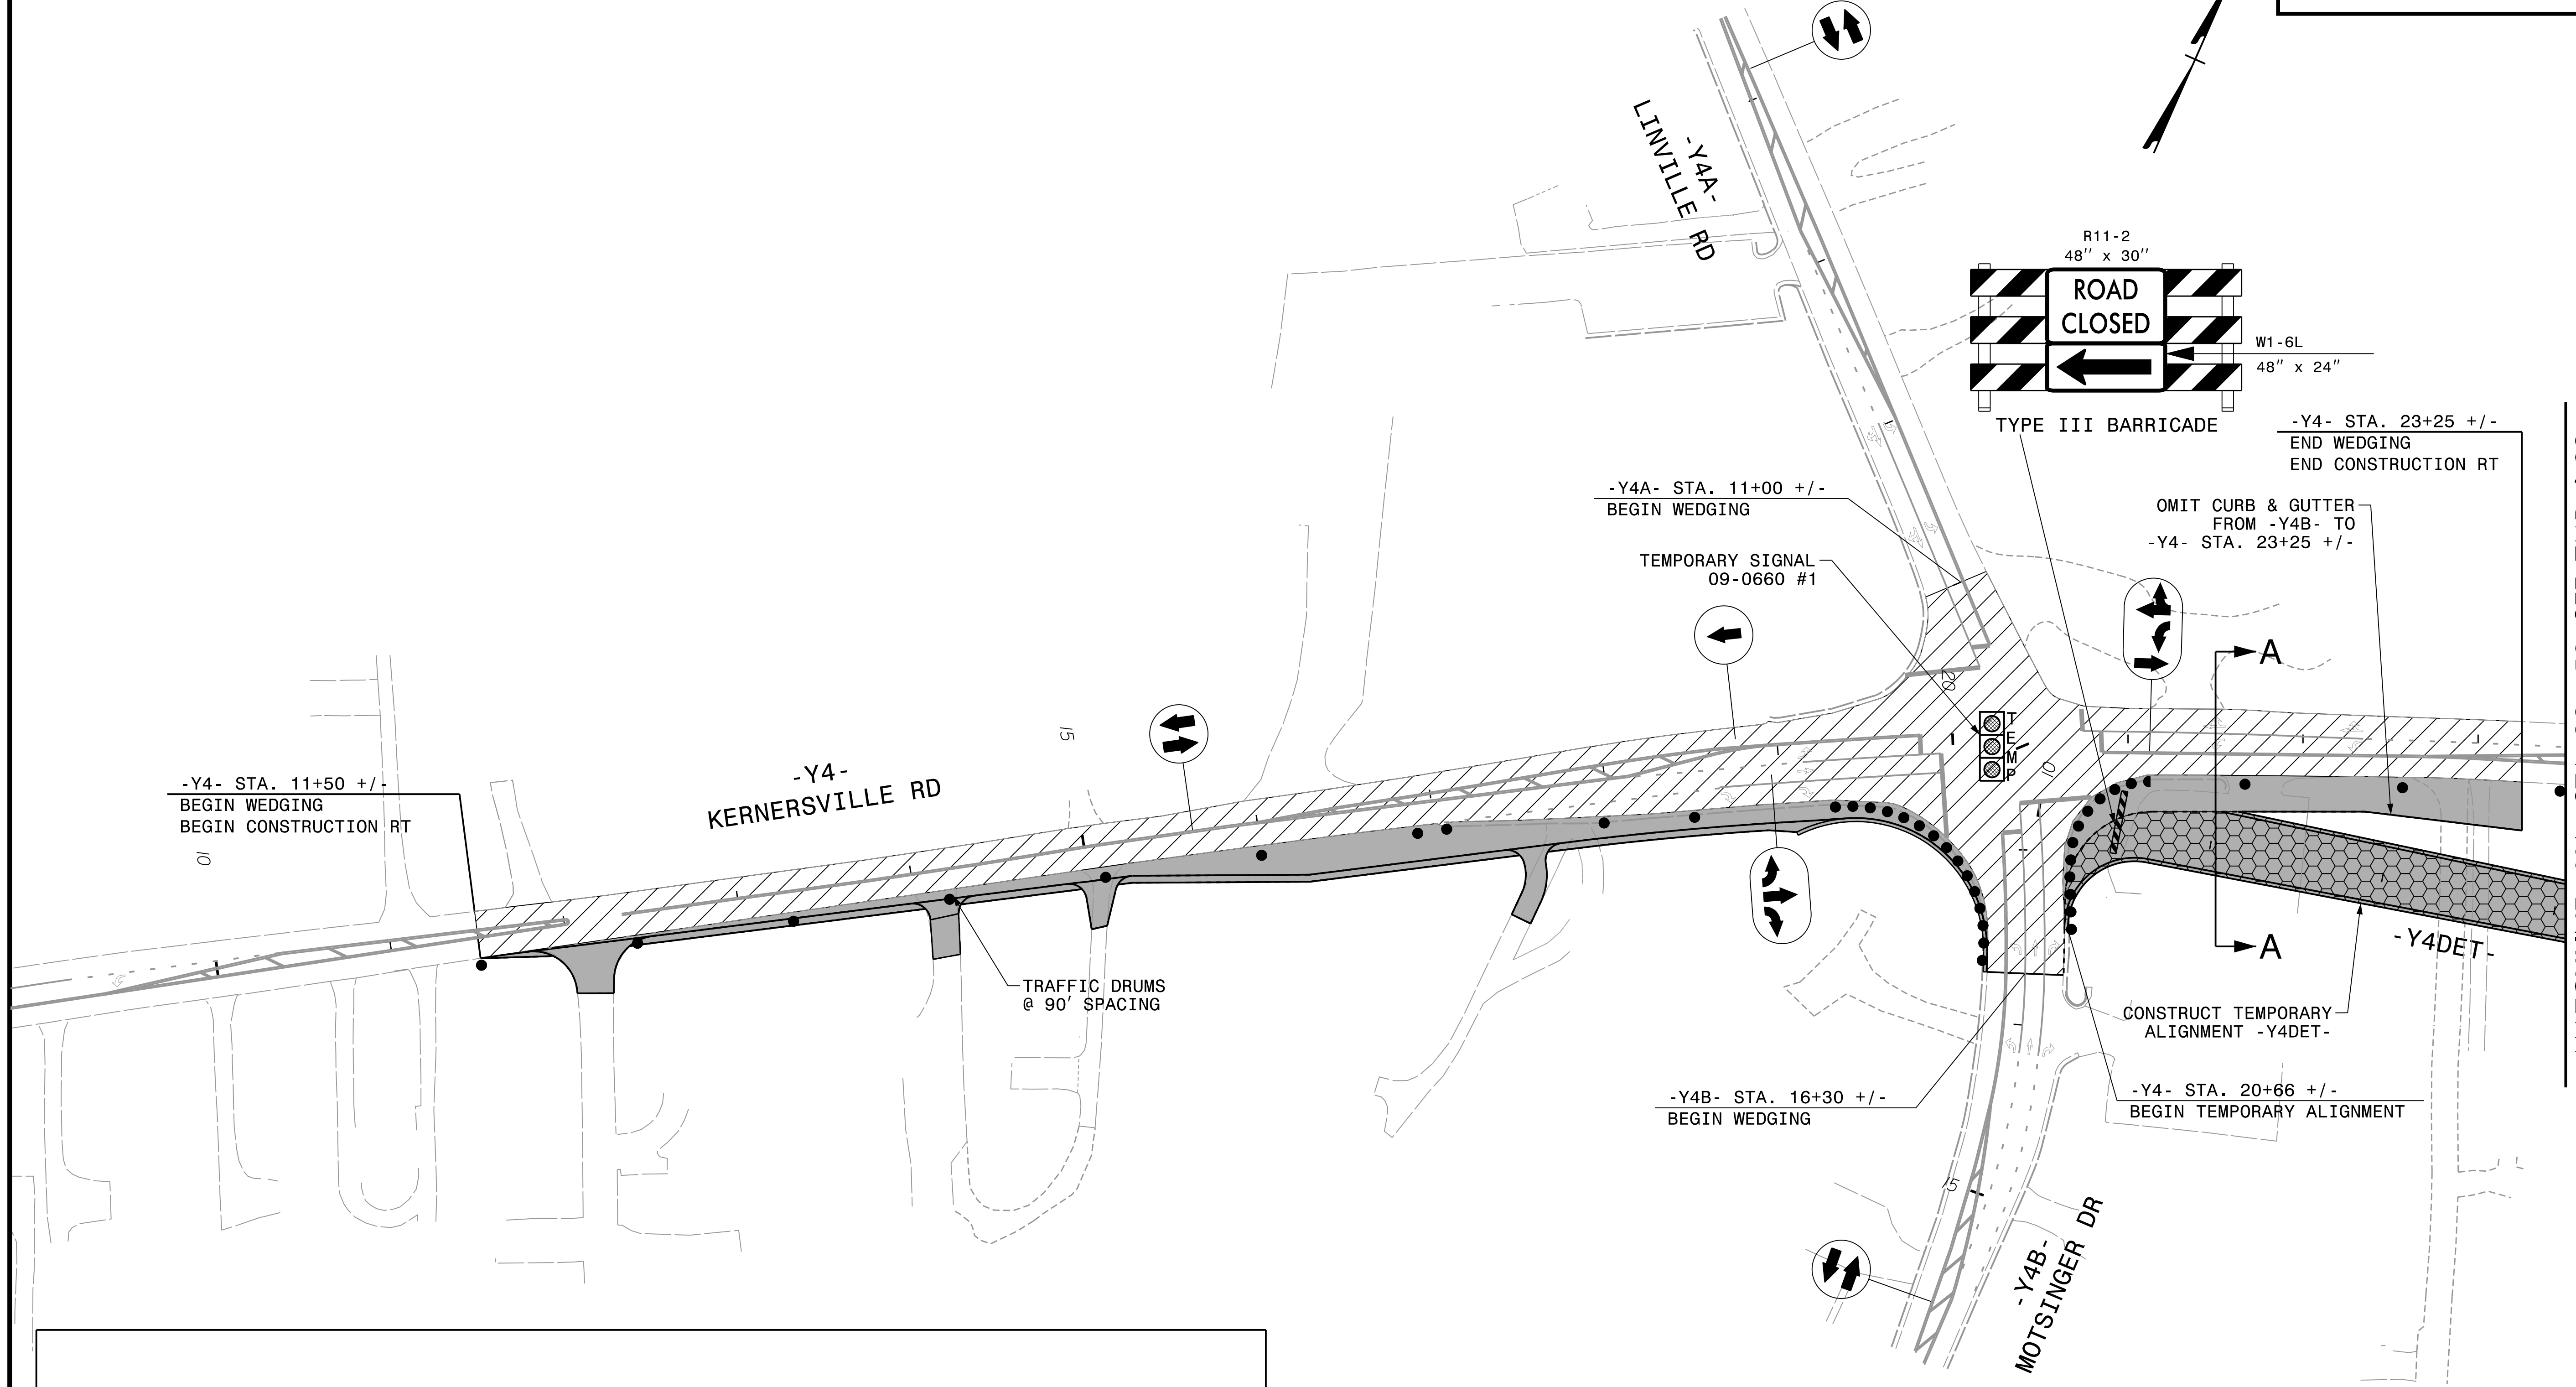 -Y4A-
LINVILLE RD
R11-2
48" x 30"
ROAD
CLOSED
W1-6L
48" x 24"
TYPE III BARRICADE
-Y4- STA. 23+25 +/-
END WEDGING
END CONSTRUCTION RT
-Y4A- STA. 11+00 +/-
BEGIN WEDGING
OMIT CURB & GUTTER
FROM -Y4B- TO
-Y4- STA. 23+25 +/-
TEMPORARY SIGNAL
09-0660 #1
A
20
TEMP
15
10
-Y4- STA. 11+50 +/-
BEGIN WEDGING
BEGIN CONSTRUCTION RT
-Y4-
KERNERSVILLE RD
10
A
-Y4DET-
TRAFFIC DRUMS
@ 90' SPACING
CONSTRUCT TEMPORARY
ALIGNMENT -Y4DET-
-Y4B- STA. 16+30 +/-
BEGIN WEDGING
-Y4- STA. 20+66 +/-
BEGIN TEMPORARY ALIGNMENT
15
-Y4B-
MOTSINGER DR